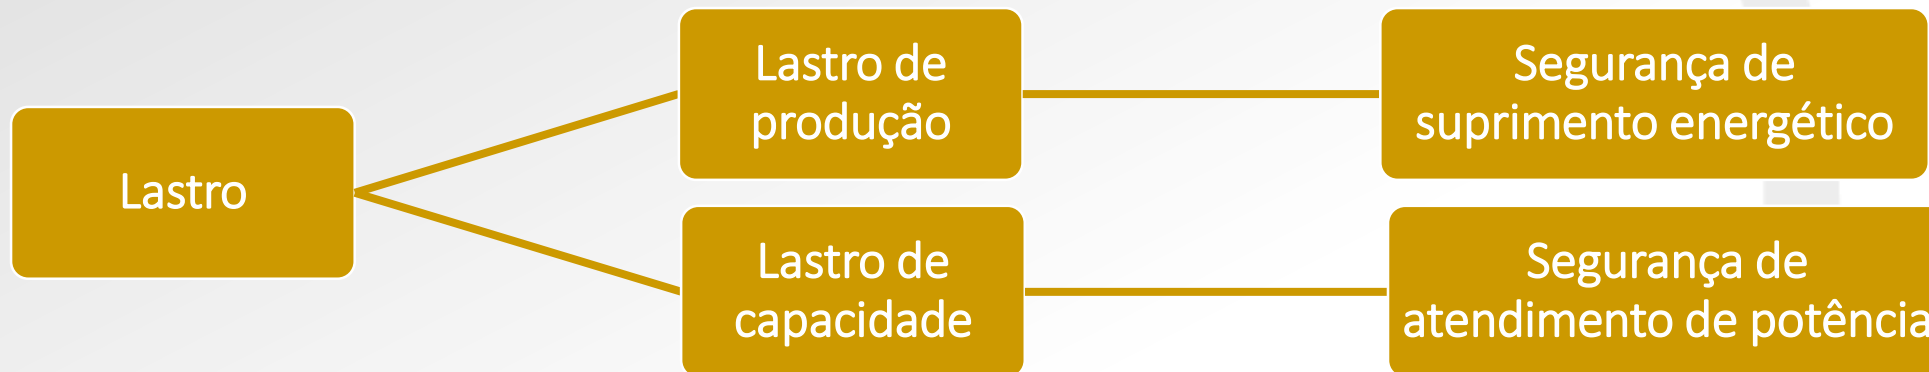 Lastro
Lastro de
produção
Segurança de
suprimento energético
Lastro de
capacidade
Segurança de
atendimento de potência